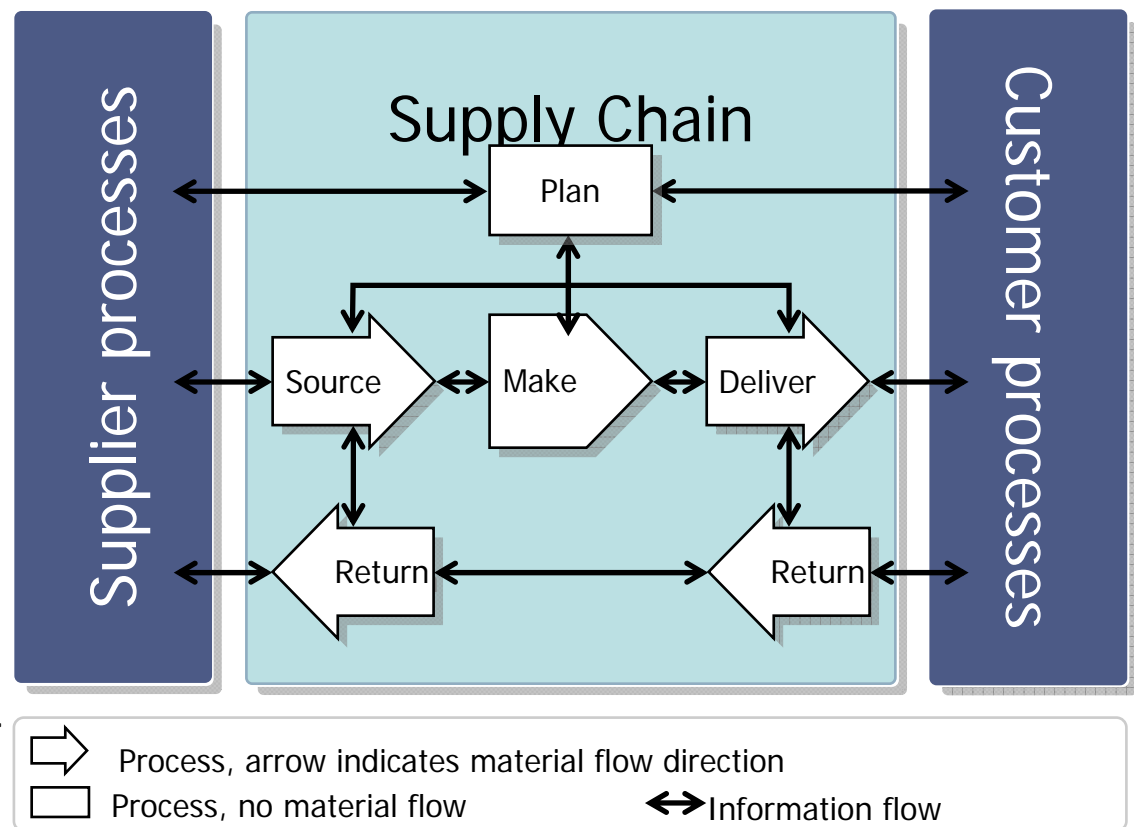 Supplier processes
Supply Chain
Customer processes
Plan
Source
Make
Deliver
Return
Return
Process, arrow indicates material flow direction
Process, no material flow
Information flow